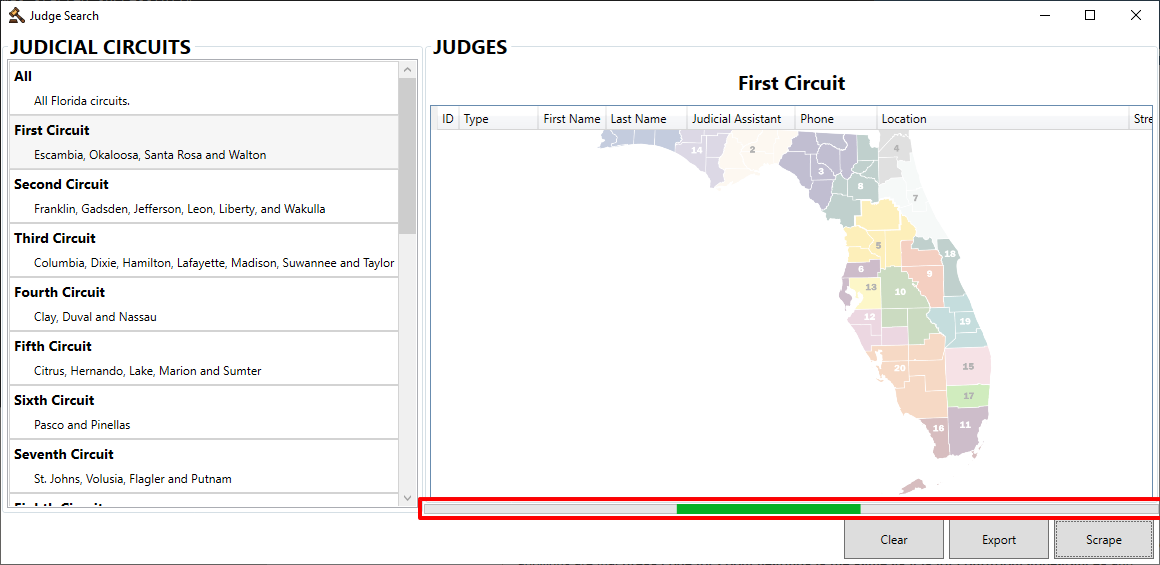 Judge Search
JUDICIAL CIRCUITS
All
All Florida circuits.
First Circuit
Escambia, Okaloosa, Santa Rosa and Walton
Second Circuit
Franklin, Gadsden, Jefferson, Leon, Liberty, and Wakulla
Third Circuit
Columbia, Dixie, Hamilton, Lafayette, Madison, Suwannee and Taylor
Fourth Circuit
Clay, Duval and Nassau
Fifth Circuit
Citrus, Hernando, Lake, Marion and Sumter
Sixth Circuit
Pasco and Pinellas
Seventh Circuit
St. Johns, Volusia, Flagler and Putnam
JUDGES
First Circuit
ID Type First Name Last Name Judicial Assistant Phone Location Stre
14 2 4
3
8
7
5
18
6 9
13 10
12 19
20 15
17
16 11
Clear Export Scrape